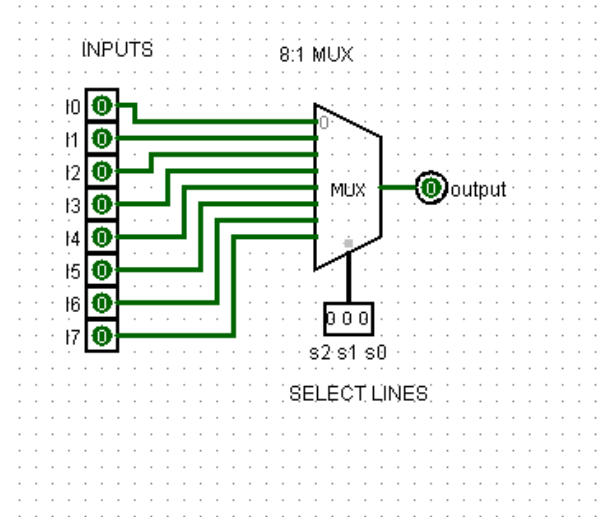 INPUTS
8:1 MUX
I0 0
I1 0
I2 0
I3 0
I4 0
I5 0
I6 0
I7 0
0
MUX
0 output
0 0 0
s2 s1 s0
SELECT LINES